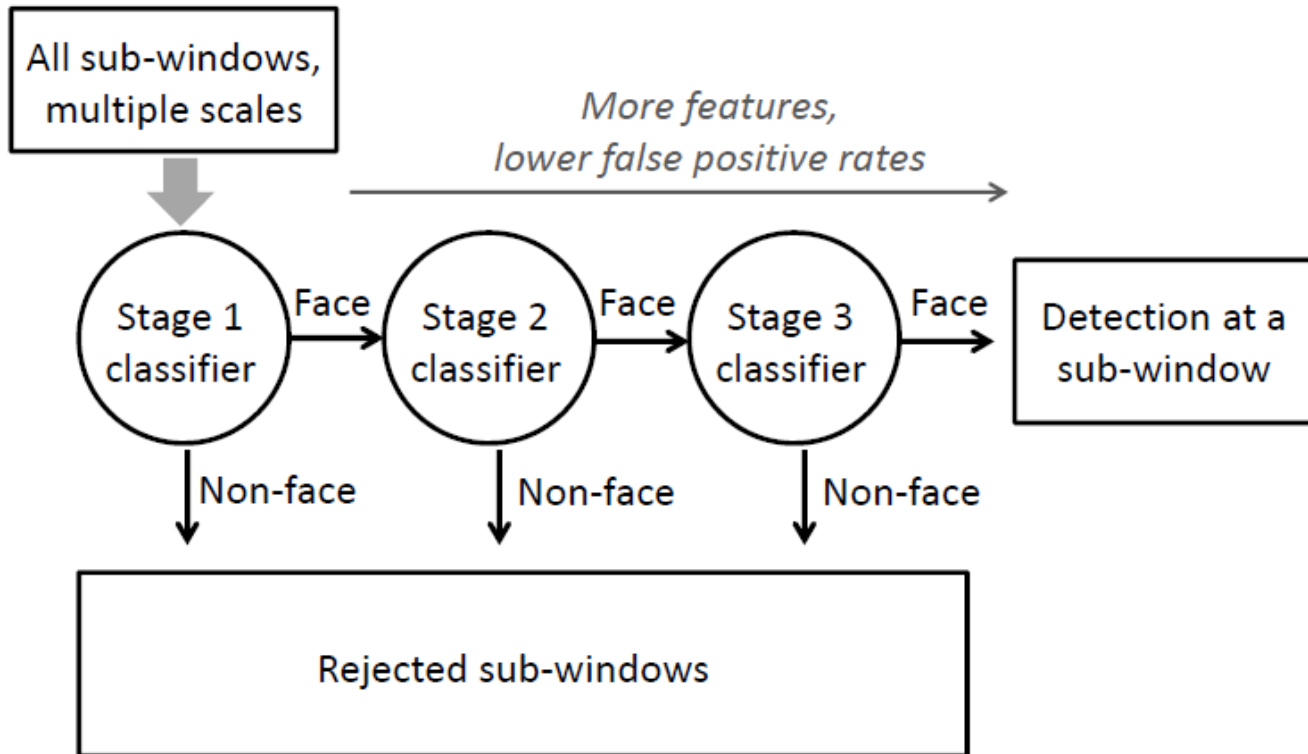 All sub-windows,
multiple scales
More features,
lower false positive rates
Stage 1
classifier
Face
Stage 2
classifier
Face
Stage 3
classifier
Face
Detection at a
sub-window
Non-face
Non-face
Non-face
Rejected sub-windows